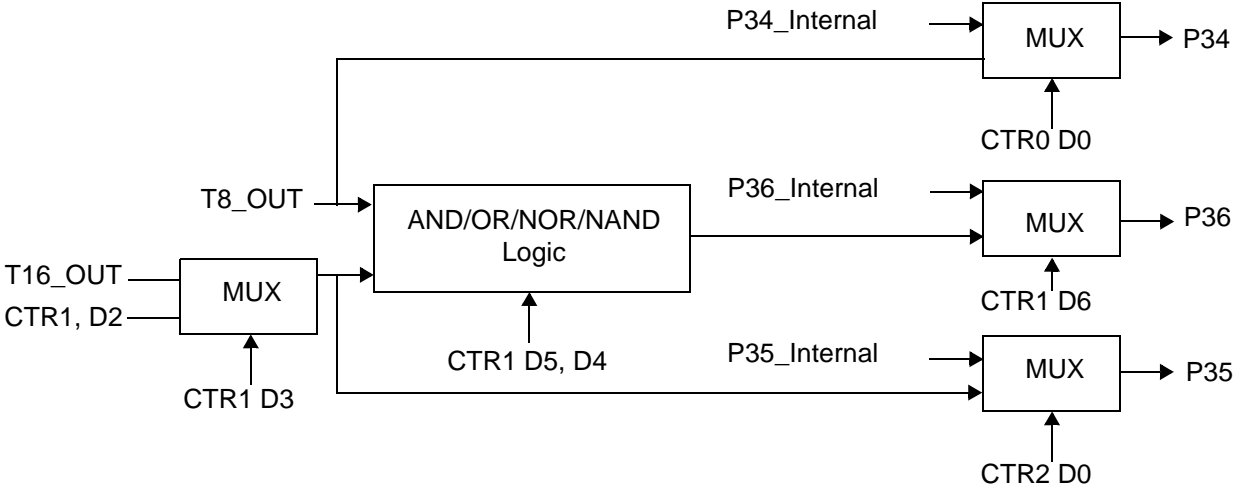 P34_Internal
MUX
P34
CTR0 D0
T8_OUT
AND/OR/NOR/NAND
Logic
P36_Internal
MUX
P36
CTR1 D6
T16_OUT
CTR1, D2
MUX
CTR1 D3
CTR1 D5, D4
P35_Internal
MUX
P35
CTR2 D0